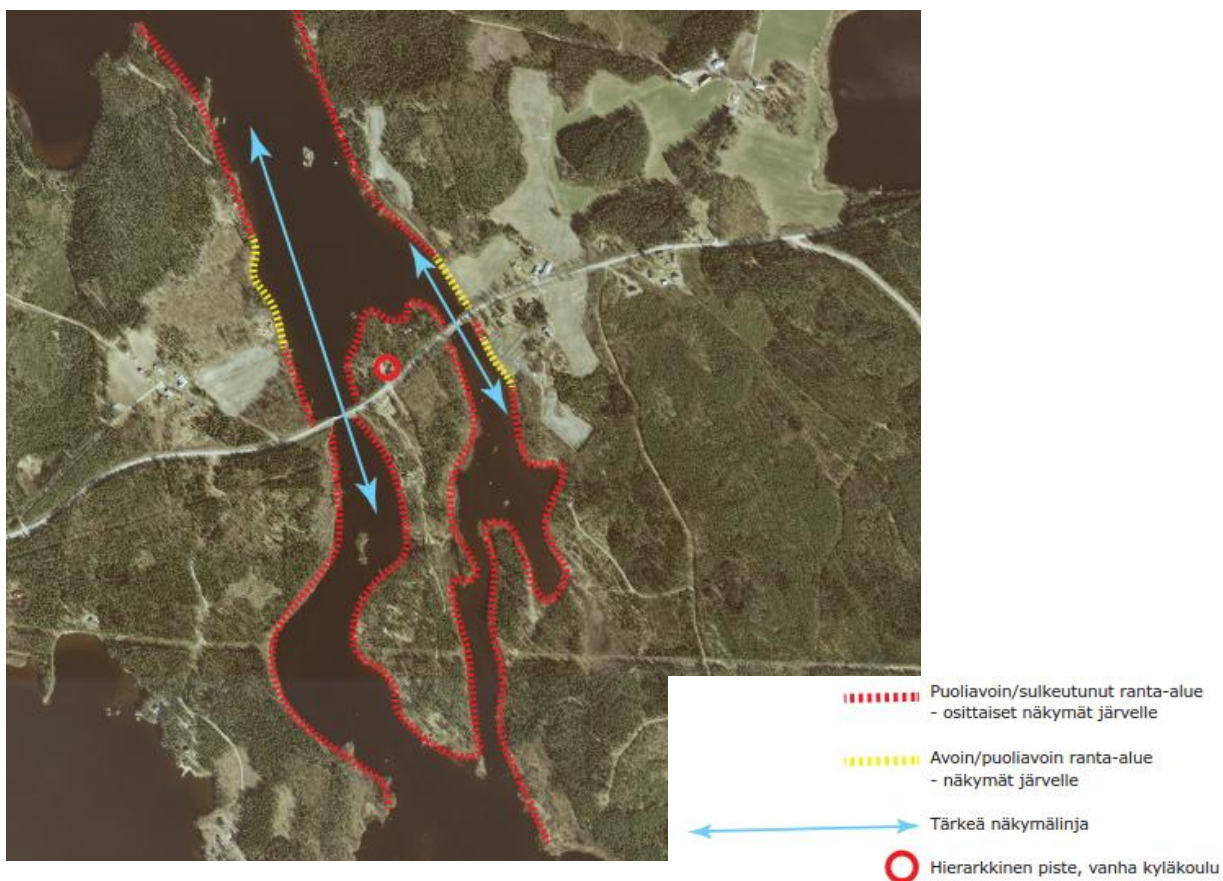 Puoliavoin/sulkeutunut ranta-alue
- osittaiset näkymät järvelle
Avoin/puoliavoin ranta-alue
- näkymät järvelle
Tärkeä näkymälinja
Hierarkkinen piste, vanha kyläkoulu